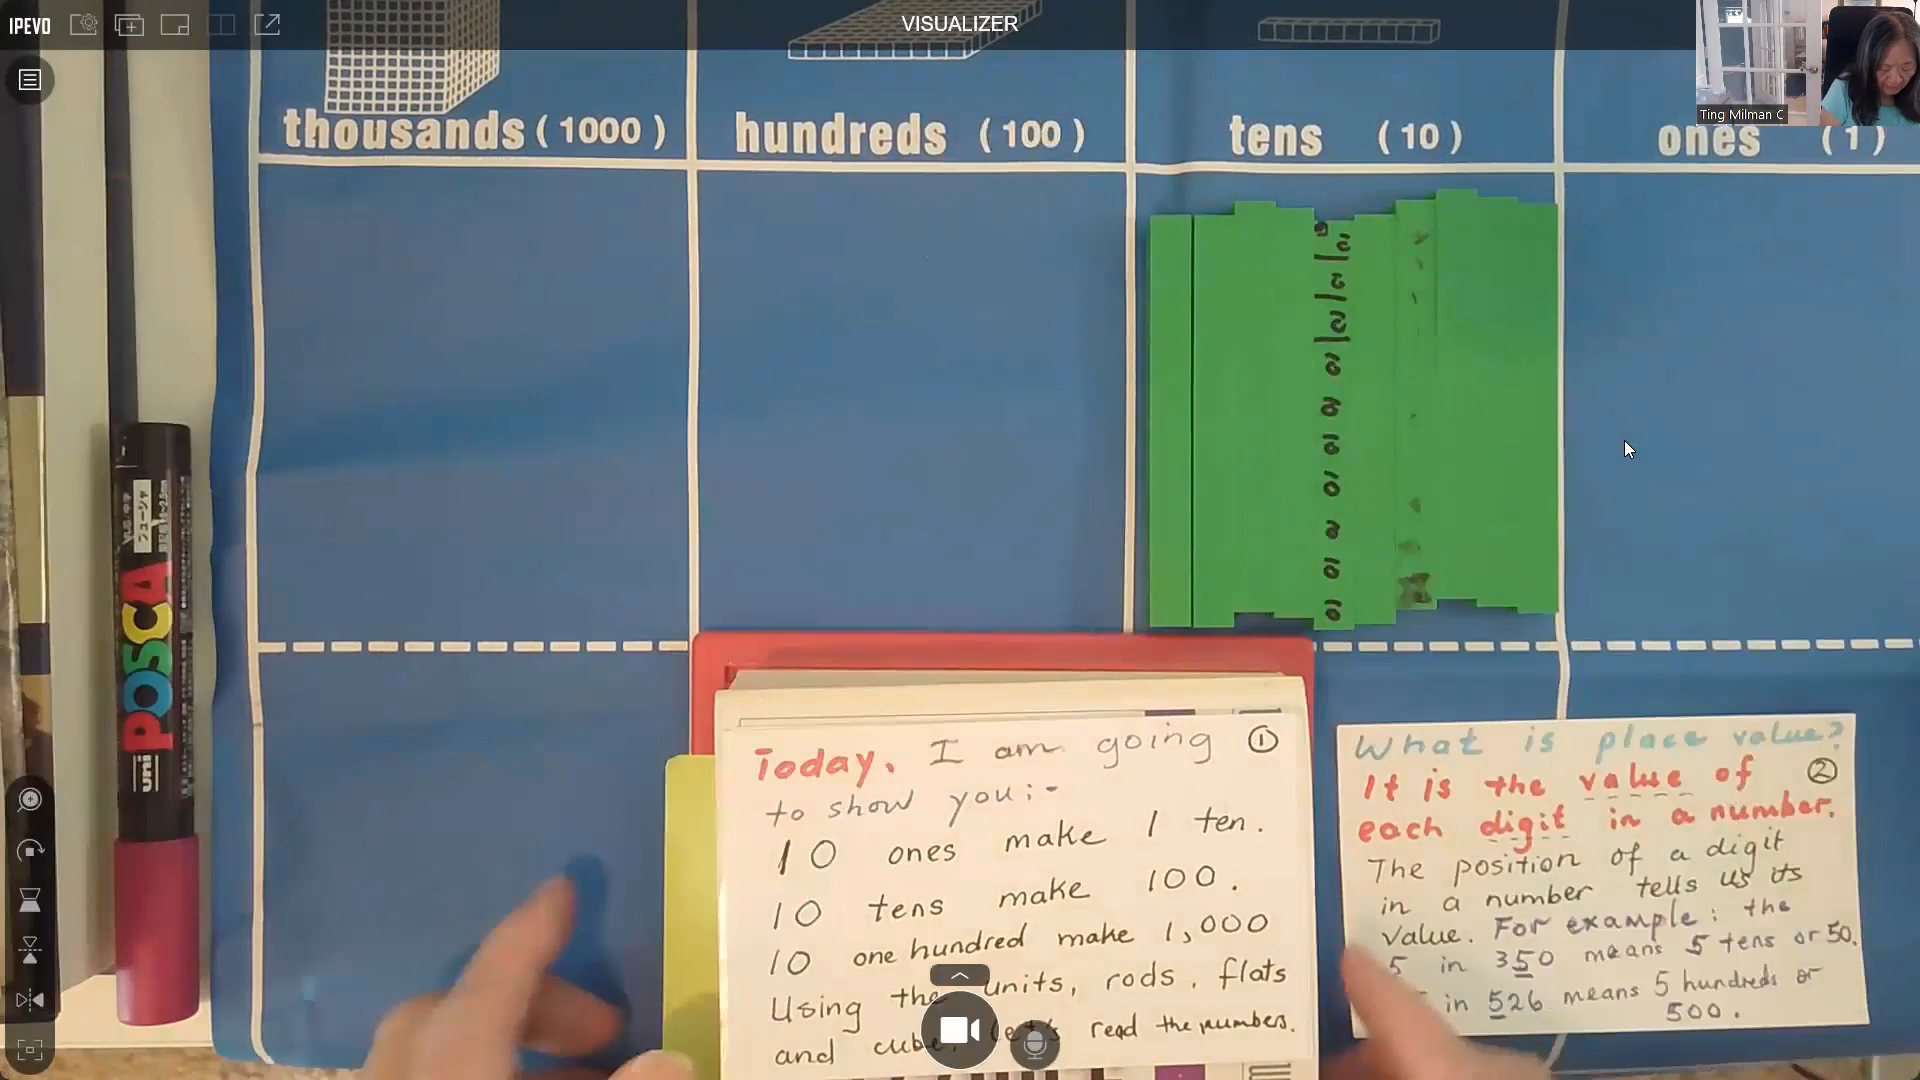 IPEVO
VISUALIZER
Ting Milman C
thousands (1000) hundreds (100) tens (10) ones (1)
POSCA
uni
Today, I am going ①
to show you:-
10 ones make 1 ten.
10 tens make 100.
10 one hundred make 1,000
Using the units, rods, flats
and cube, let's read the numbers.
What is place value?
It is the value of ②
each digit in a number.
The position of a digit
in a number tells us its
value. For example: the
5 in 350 means 5 tens or 50.
in 526 means 5 hundreds or
500.